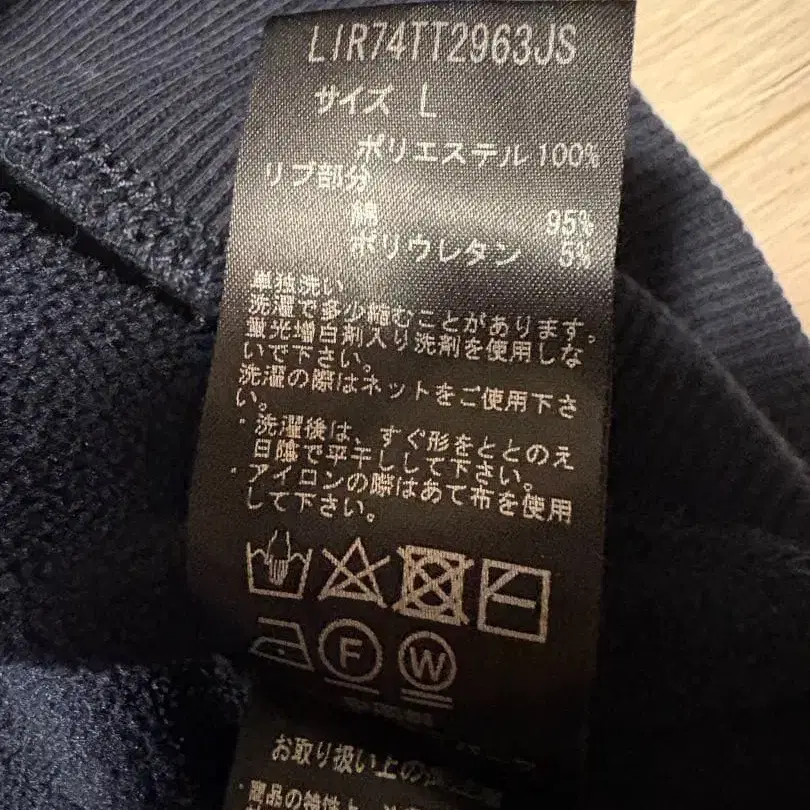 LIR74TT2963JS
サイズ L
ポリエステル 100%
リブ部分
綿 95%
ポリウレタン 5%
単独洗い
洗濯で多少縮むことがあります。
蛍光増白剤入り洗剤を使用しな
いで下さい。
洗濯の際はネットをご使用下さ
い。
・洗濯後は、すぐ形をととのえ
日陰で平干しして下さい。
・アイロンの際はあて布を使用
して下さい。
F W
お取り扱い上の
・商品の特性上